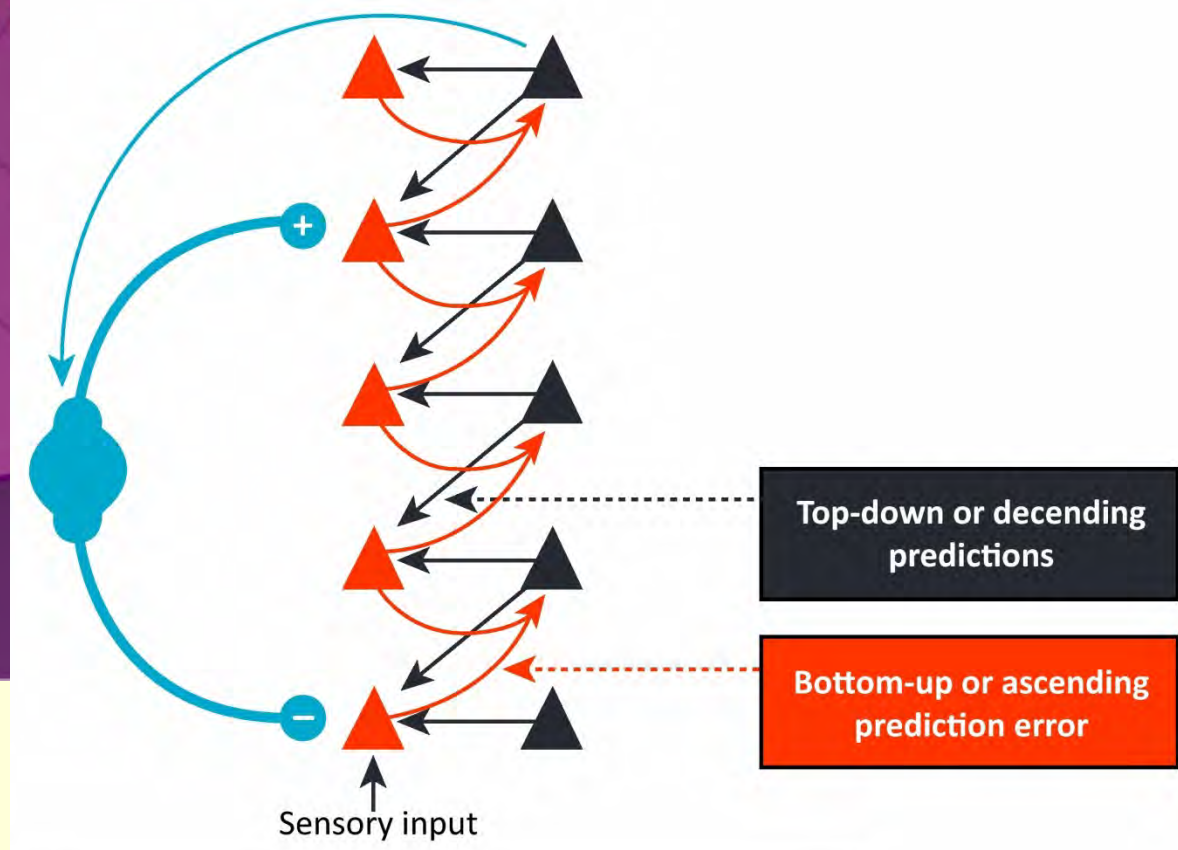 +
Top-down or decending
predictions
Bottom-up or ascending
prediction error
−
Sensory input